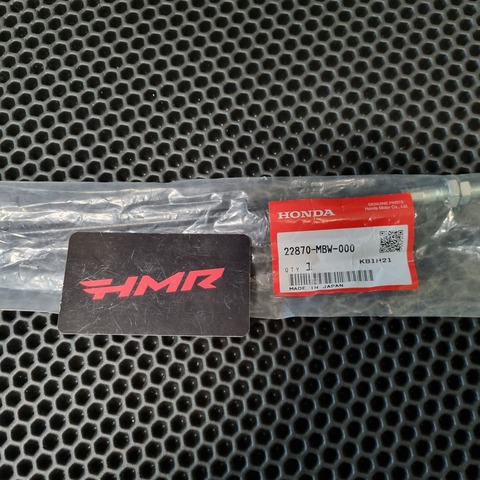 HONDA
GENUINE PARTS
Honda Motor Co., Ltd.
22870-MBW-000
KB1H21
QTY 1
MADE IN JAPAN
HMR